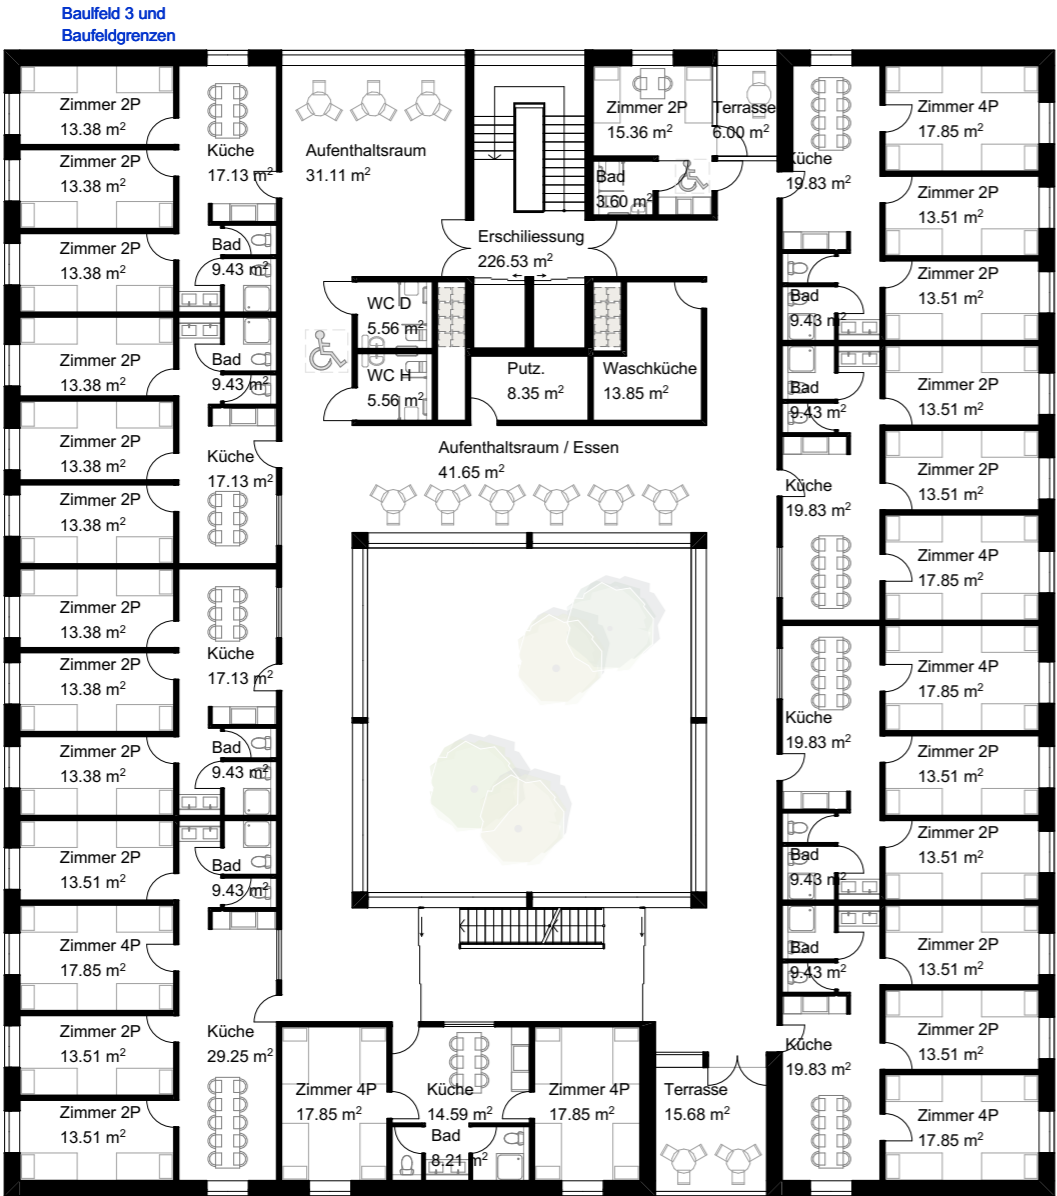 Baulfeld 3 und
Baufeldgrenzen
Zimmer 2P
13.38 m²
Zimmer 2P
13.38 m²
Zimmer 2P
13.38 m²
Zimmer 2P
13.38 m²
Zimmer 2P
13.38 m²
Zimmer 2P
13.38 m²
Zimmer 2P
13.38 m²
Zimmer 2P
13.38 m²
Zimmer 2P
13.38 m²
Zimmer 2P
13.51 m²
Zimmer 4P
17.85 m²
Zimmer 2P
13.51 m²
Zimmer 2P
13.51 m²
Küche
17.13 m²
Bad
9.43 m²
Bad
9.43 m²
Küche
17.13 m²
Küche
17.13 m²
Bad
9.43 m²
Bad
9.43 m²
Küche
29.25 m²
Aufenthaltsraum
31.11 m²
Erschiliessung
226.53 m²
WC D
5.56 m²
WC H
5.56 m²
Putz.
8.35 m²
Waschküche
13.85 m²
Aufenthaltsraum / Essen
41.65 m²
Zimmer 2P
15.36 m²
Terrasse
6.00 m²
Bad
3.60 m²
Zimmer 4P
17.85 m²
Küche
14.59 m²
Bad
8.21 m²
Zimmer 4P
17.85 m²
Terrasse
15.68 m²
Küche
19.83 m²
Bad
9.43 m²
Bad
9.43 m²
Küche
19.83 m²
Küche
19.83 m²
Bad
9.43 m²
Bad
9.43 m²
Küche
19.83 m²
Zimmer 4P
17.85 m²
Zimmer 2P
13.51 m²
Zimmer 2P
13.51 m²
Zimmer 2P
13.51 m²
Zimmer 2P
13.51 m²
Zimmer 4P
17.85 m²
Zimmer 4P
17.85 m²
Zimmer 2P
13.51 m²
Zimmer 2P
13.51 m²
Zimmer 2P
13.51 m²
Zimmer 2P
13.51 m²
Zimmer 4P
17.85 m²